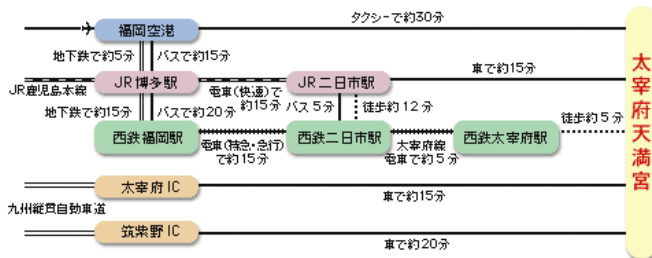 タクシーで約30分
福岡空港
地下鉄で約5分
バスで約15分
車で約15分
JR鹿児島本線
JR博多駅
電車(快速)で
約15分
JR二日市駅
地下鉄で約15分
バスで約20分
バス5分
徒歩約12分
徒歩約5分
西鉄福岡駅
電車(特急・急行)
で約15分
西鉄二日市駅
太宰府線
電車で約5分
西鉄太宰府駅
太宰府天満宮
太宰府IC
車で約15分
九州縦貫自動車道
筑紫野IC
車で約20分